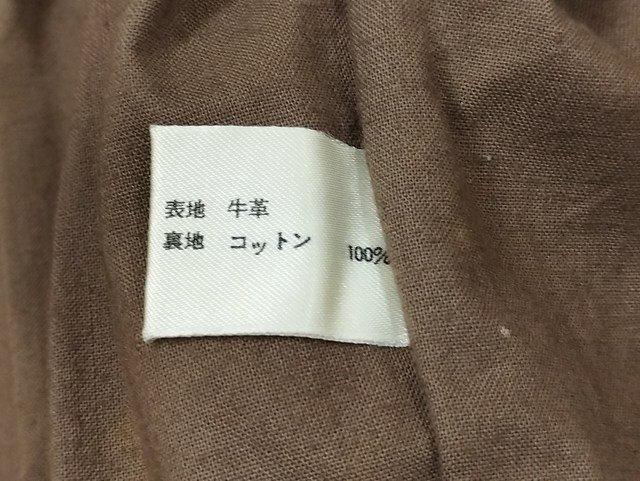 表地 牛革
裏地 コットン 100%